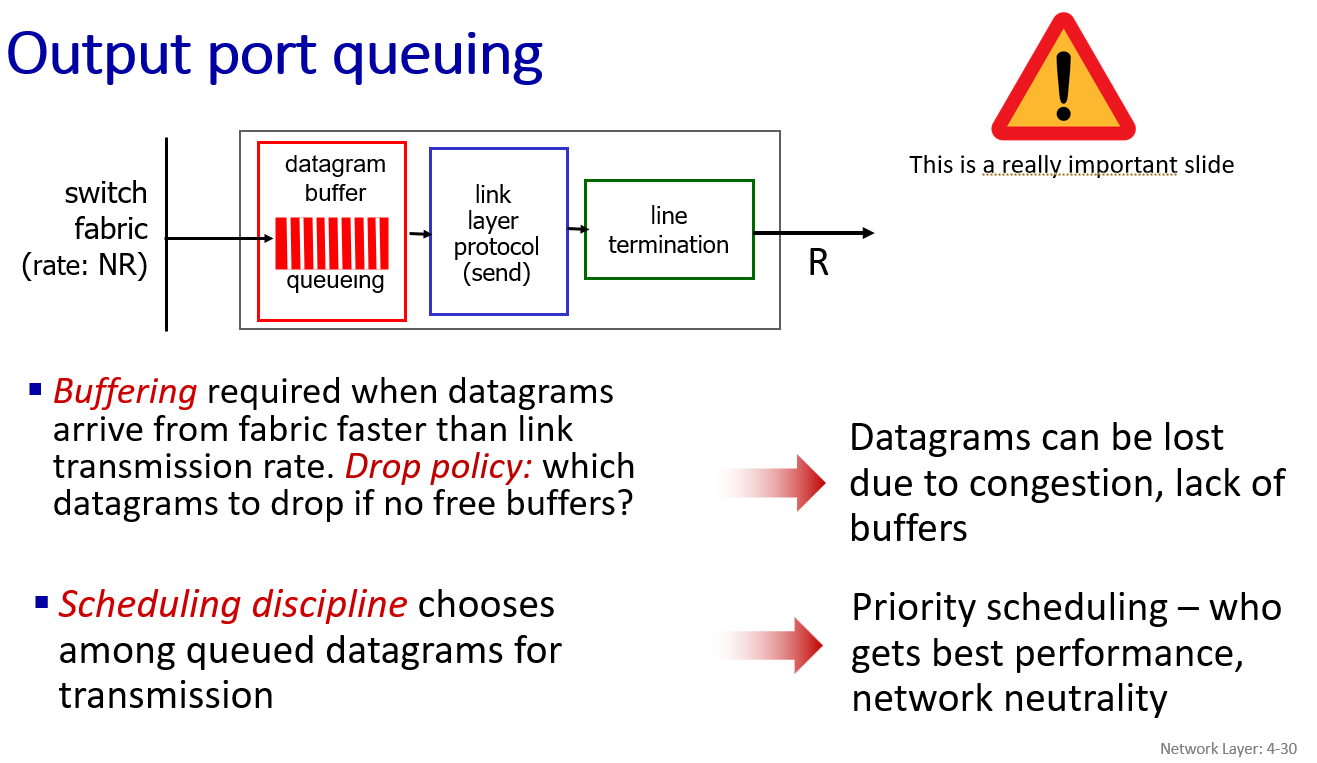 Output port queuing
This is a really important slide
switch
fabric
(rate: NR)
datagram
buffer
queueing
link
layer
protocol
(send)
line
termination
R
▪ Buffering required when datagrams
arrive from fabric faster than link
transmission rate. Drop policy: which
datagrams to drop if no free buffers?
Datagrams can be lost
due to congestion, lack of
buffers
▪ Scheduling discipline chooses
among queued datagrams for
transmission
Priority scheduling – who
gets best performance,
network neutrality
Network Layer: 4-30